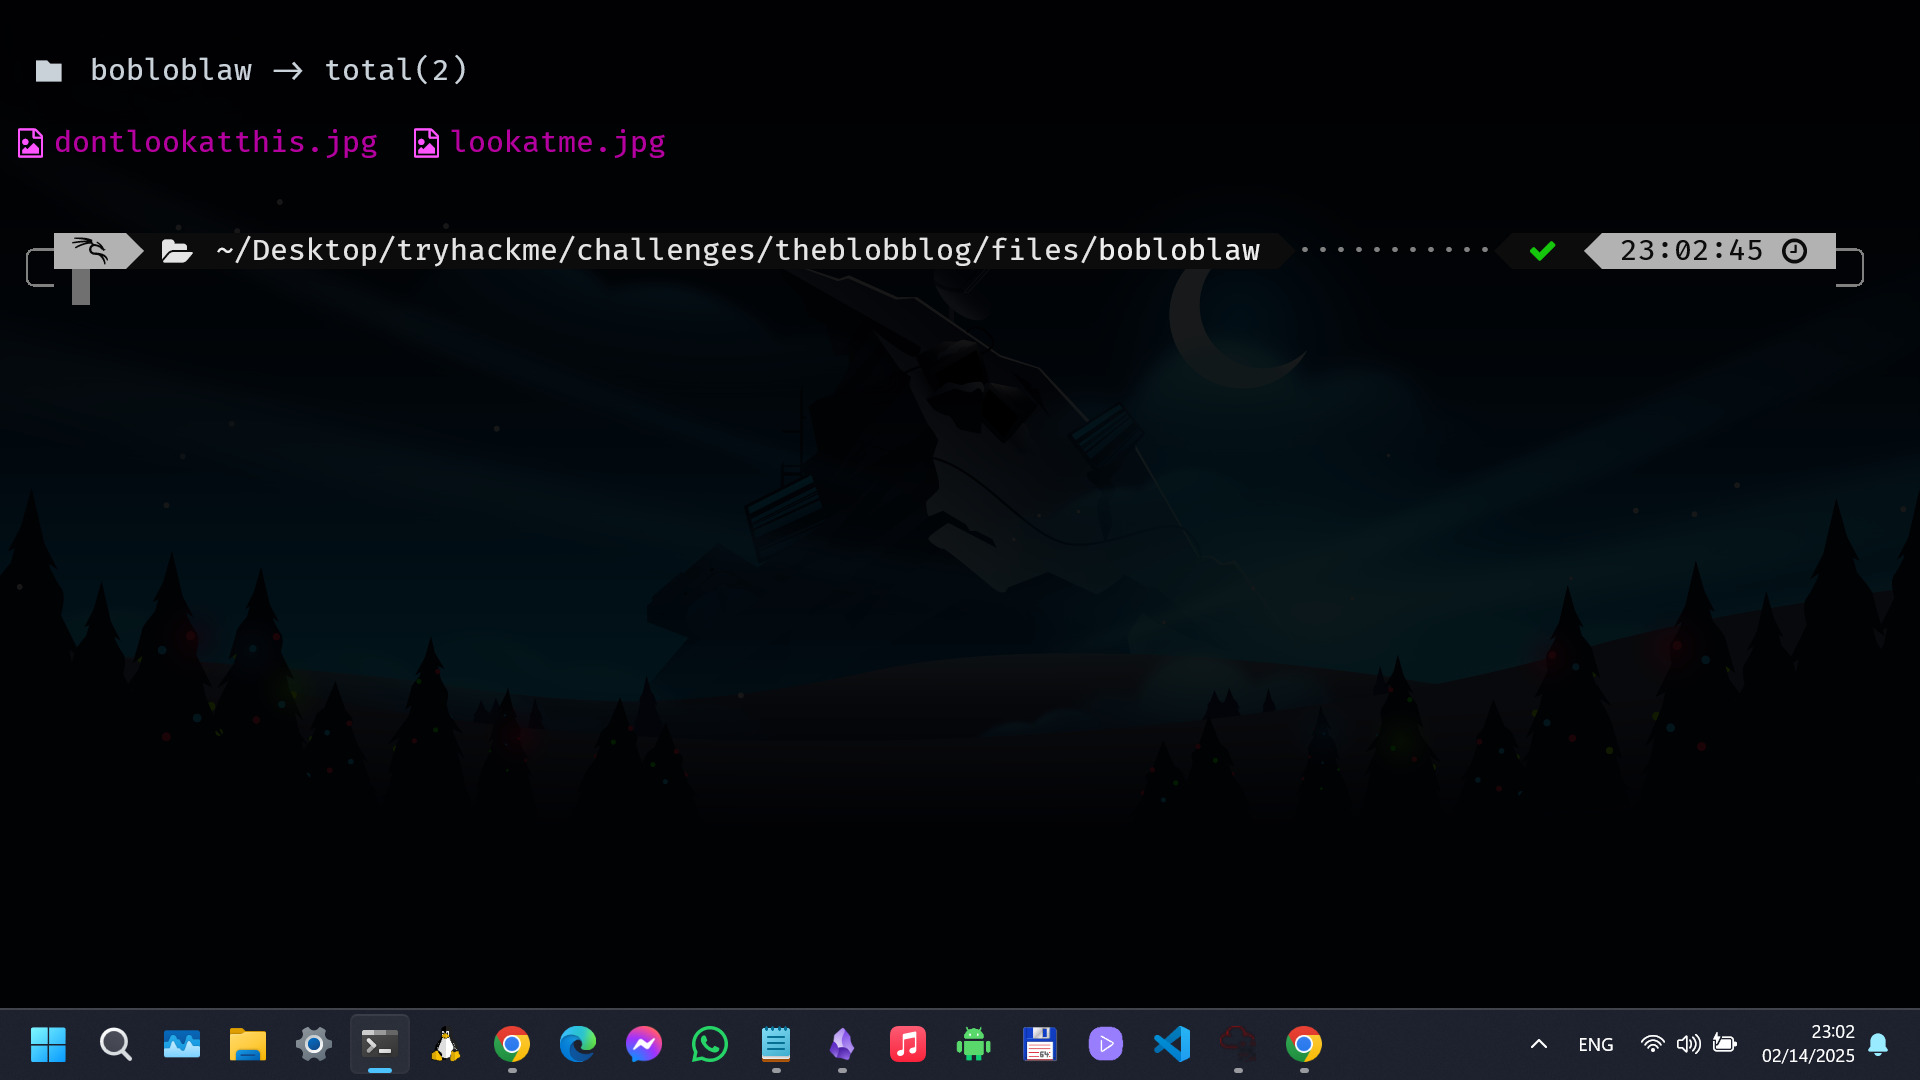 bobloblaw → total(2)
dontlookatthis.jpg lookatme.jpg
~/Desktop/tryhackme/challenges/theblobblog/files/bobloblaw ··········· ✔ 23:02:45
ENG
23:02
02/14/2025